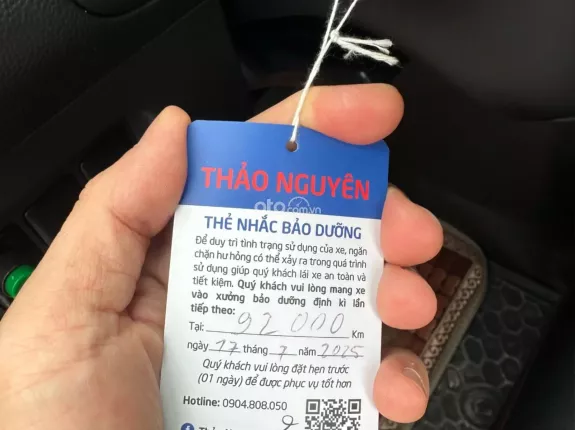 THẢO NGUYÊN
oto.com.vn
THẺ NHẮC BẢO DƯỠNG
Để duy trì tình trạng sử dụng của xe, ngăn
chặn hư hỏng có thể xảy ra trong quá trình
sử dụng giúp quý khách lái xe an toàn và
tiết kiệm. Quý khách vui lòng mang xe
vào xưởng bảo dưỡng định kì lần
tiếp theo:
Tại: 92 000 Km
ngày 17 tháng 7 năm 2025
Quý khách vui lòng đặt hẹn trước
(01 ngày) để được phục vụ tốt hơn
Hotline: 0904.808.050